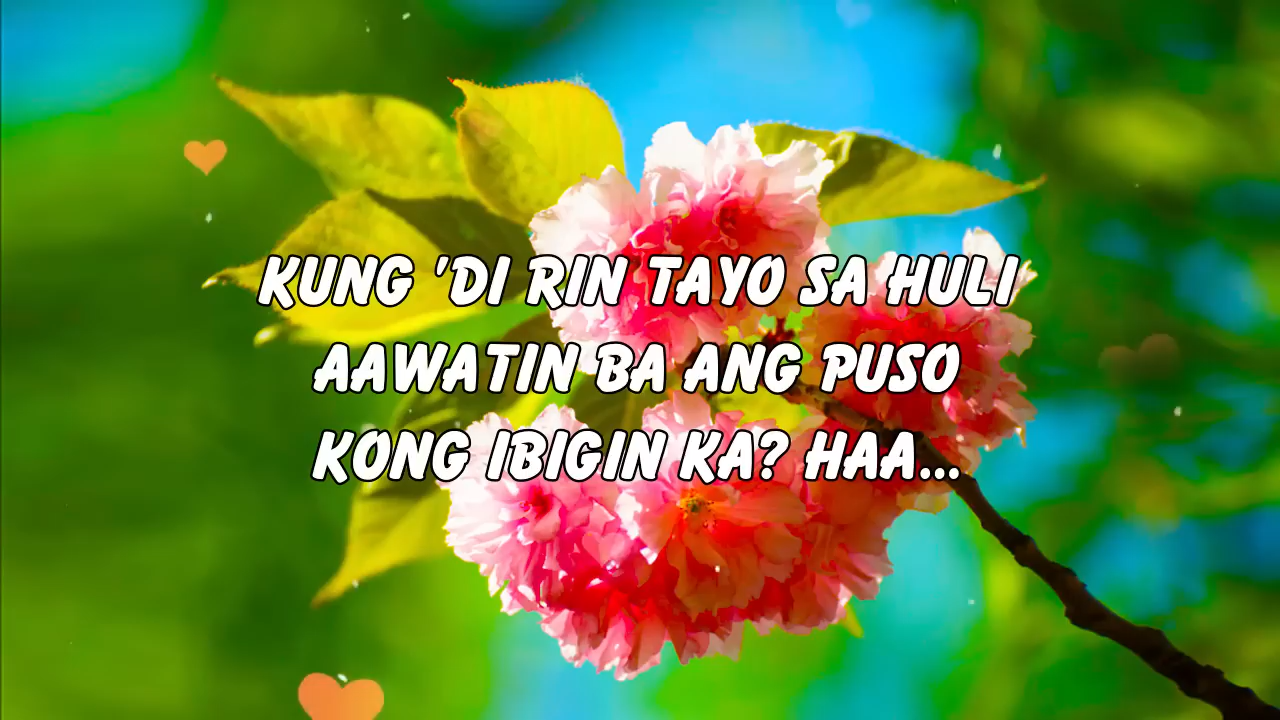 KUNG 'DI RIN TAYO SA HULI
AAWATIN BA ANG PUSO
KONG IBIGIN KA? HAA...